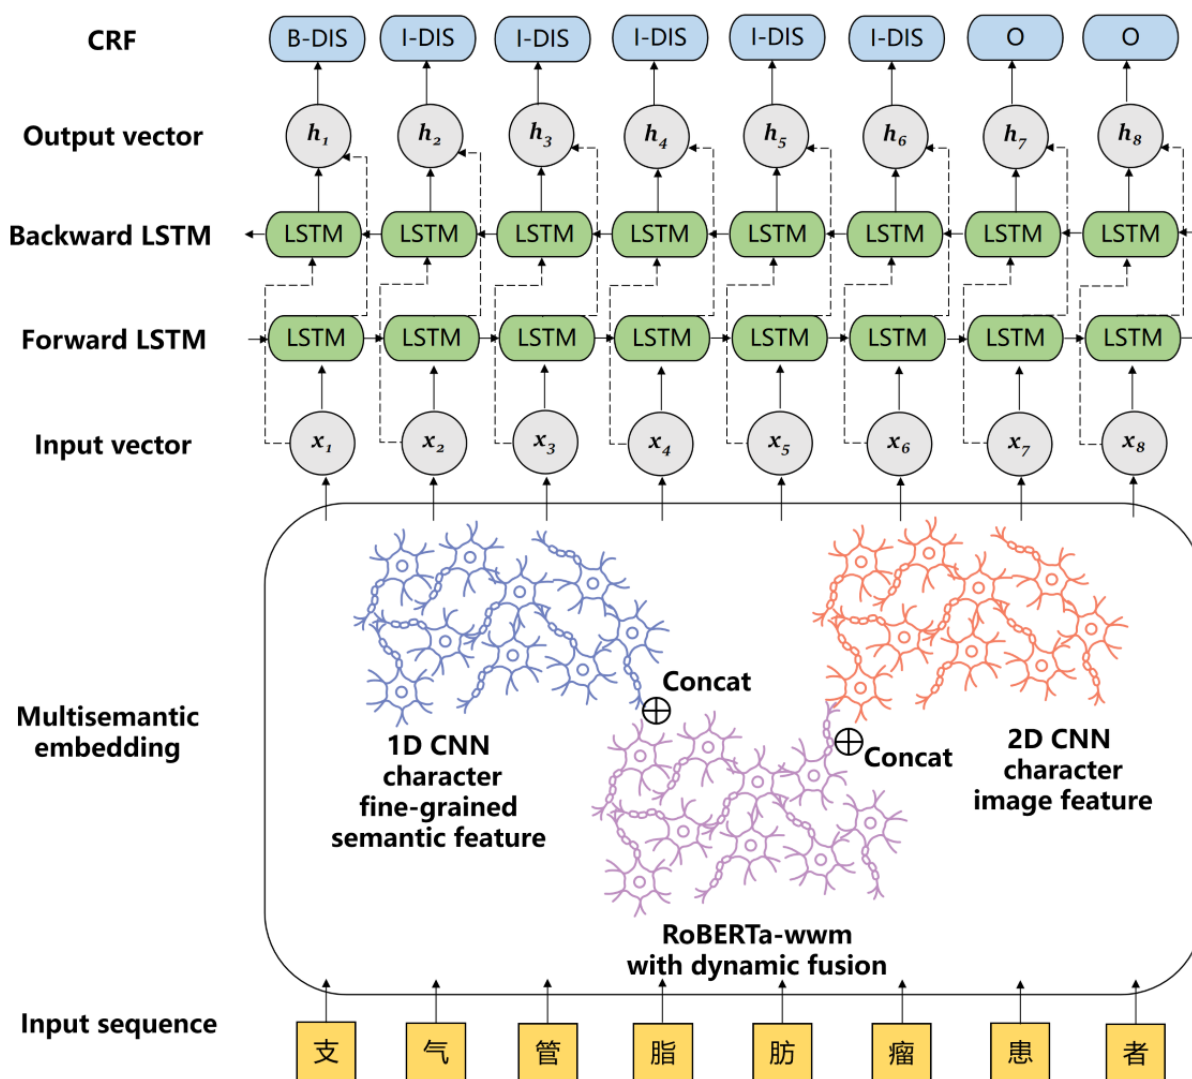 CRF B-DIS I-DIS I-DIS I-DIS I-DIS I-DIS O O
Output vector h1 h2 h3 h4 h5 h6 h7 h8
Backward LSTM LSTM LSTM LSTM LSTM LSTM LSTM LSTM LSTM
Forward LSTM LSTM LSTM LSTM LSTM LSTM LSTM LSTM LSTM
Input vector x1 x2 x3 x4 x5 x6 x7 x8
Multisemantic
embedding
1D CNN
character
fine-grained
semantic feature
Concat
Concat
2D CNN
character
image feature
RoBERTa-wwm
with dynamic fusion
Input sequence 支 气 管 脂 肪 瘤 患 者